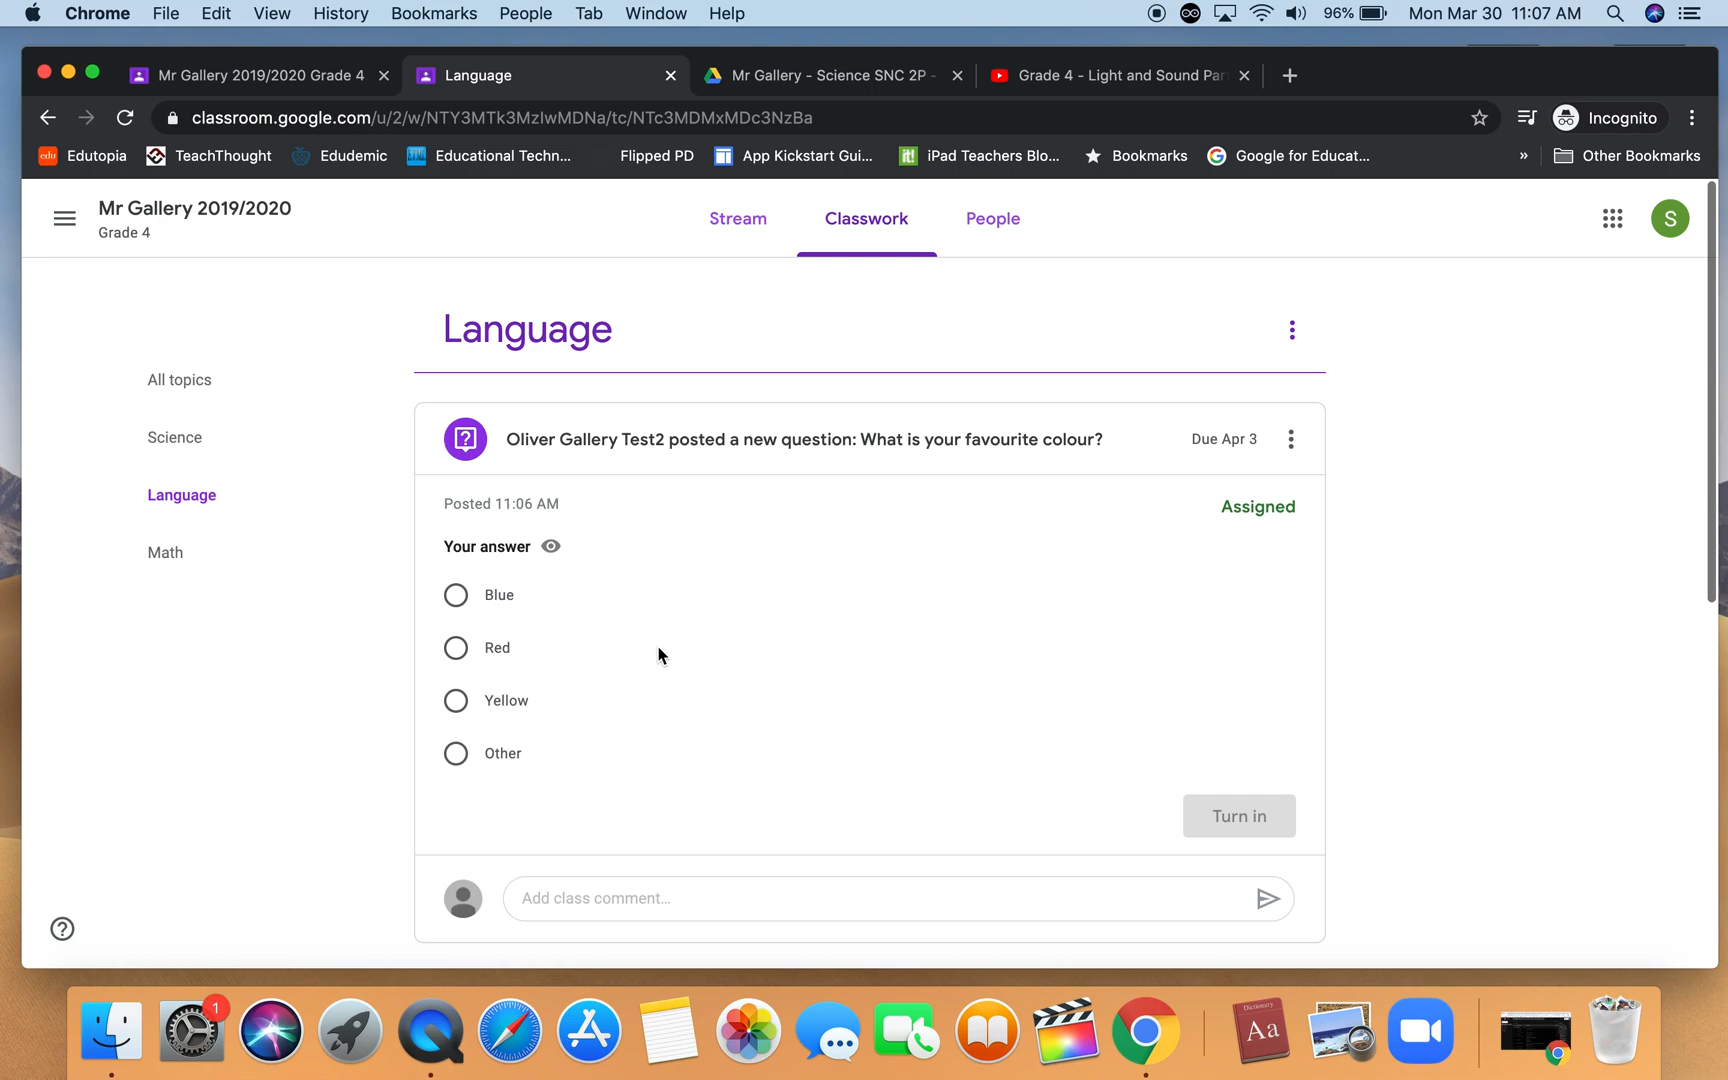 Chrome File Edit View History Bookmarks People Tab Window Help 96% Mon Mar 30 11:07 AM
Mr Gallery 2019/2020 Grade 4 Language Mr Gallery - Science SNC 2P - Grade 4 - Light and Sound Par
classroom.google.com/u/2/w/NTY3MTk3MzIwMDNa/tc/NTc3MDMxMDc3NzBa Incognito
edu Edutopia TeachThought Edudemic Educational Techn... Flipped PD App Kickstart Gui... it! iPad Teachers Blo... Bookmarks Google for Educat... » Other Bookmarks
Mr Gallery 2019/2020
Grade 4
Stream Classwork People
S
Language
All topics
Science
Language
Math
Oliver Gallery Test2 posted a new question: What is your favourite colour? Due Apr 3
Posted 11:06 AM Assigned
Your answer
Blue
Red
Yellow
Other
Turn in
Add class comment...
1
Dictionary
Aa